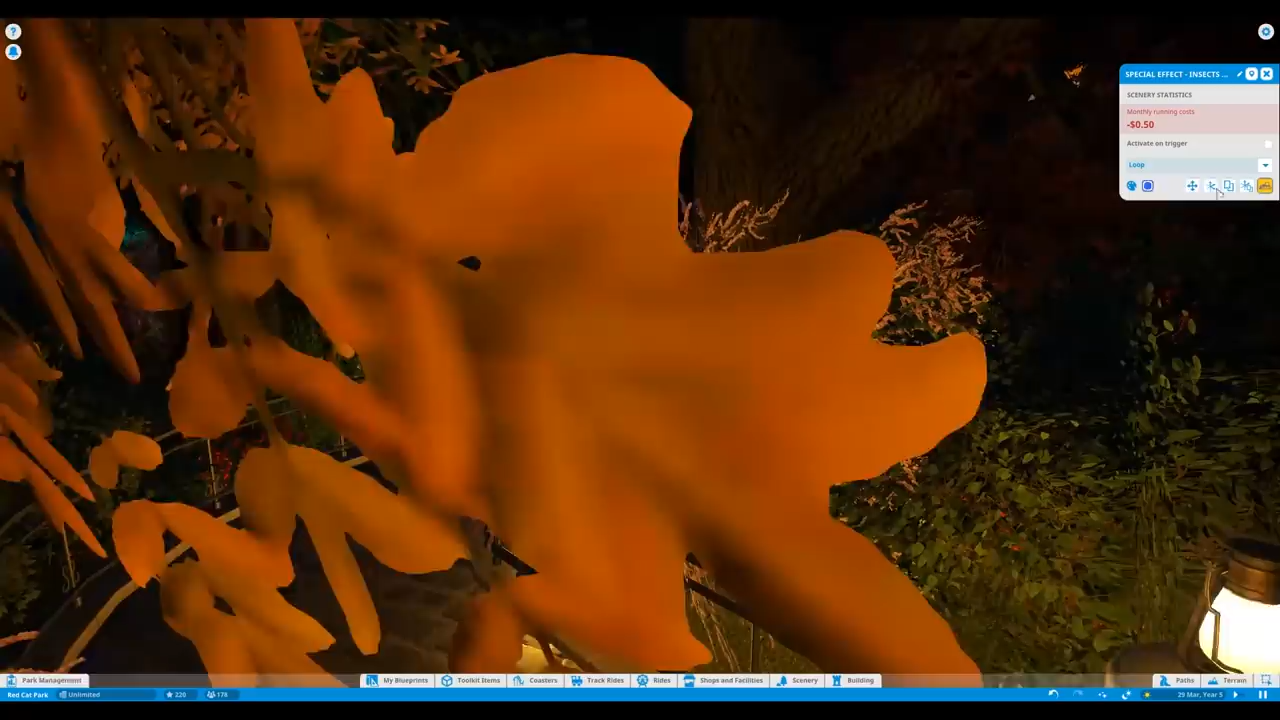 ?
SPECIAL EFFECT - INSECTS ...
SCENERY STATISTICS
Monthly running costs
-$0.50
Activate on trigger
Loop
Park Management
My Blueprints
Toolkit Items
Coasters
Track Rides
Rides
Shops and Facilities
Scenery
Building
Paths
Terrain
Red Cat Park
Unlimited
220
178
29 Mar, Year 5